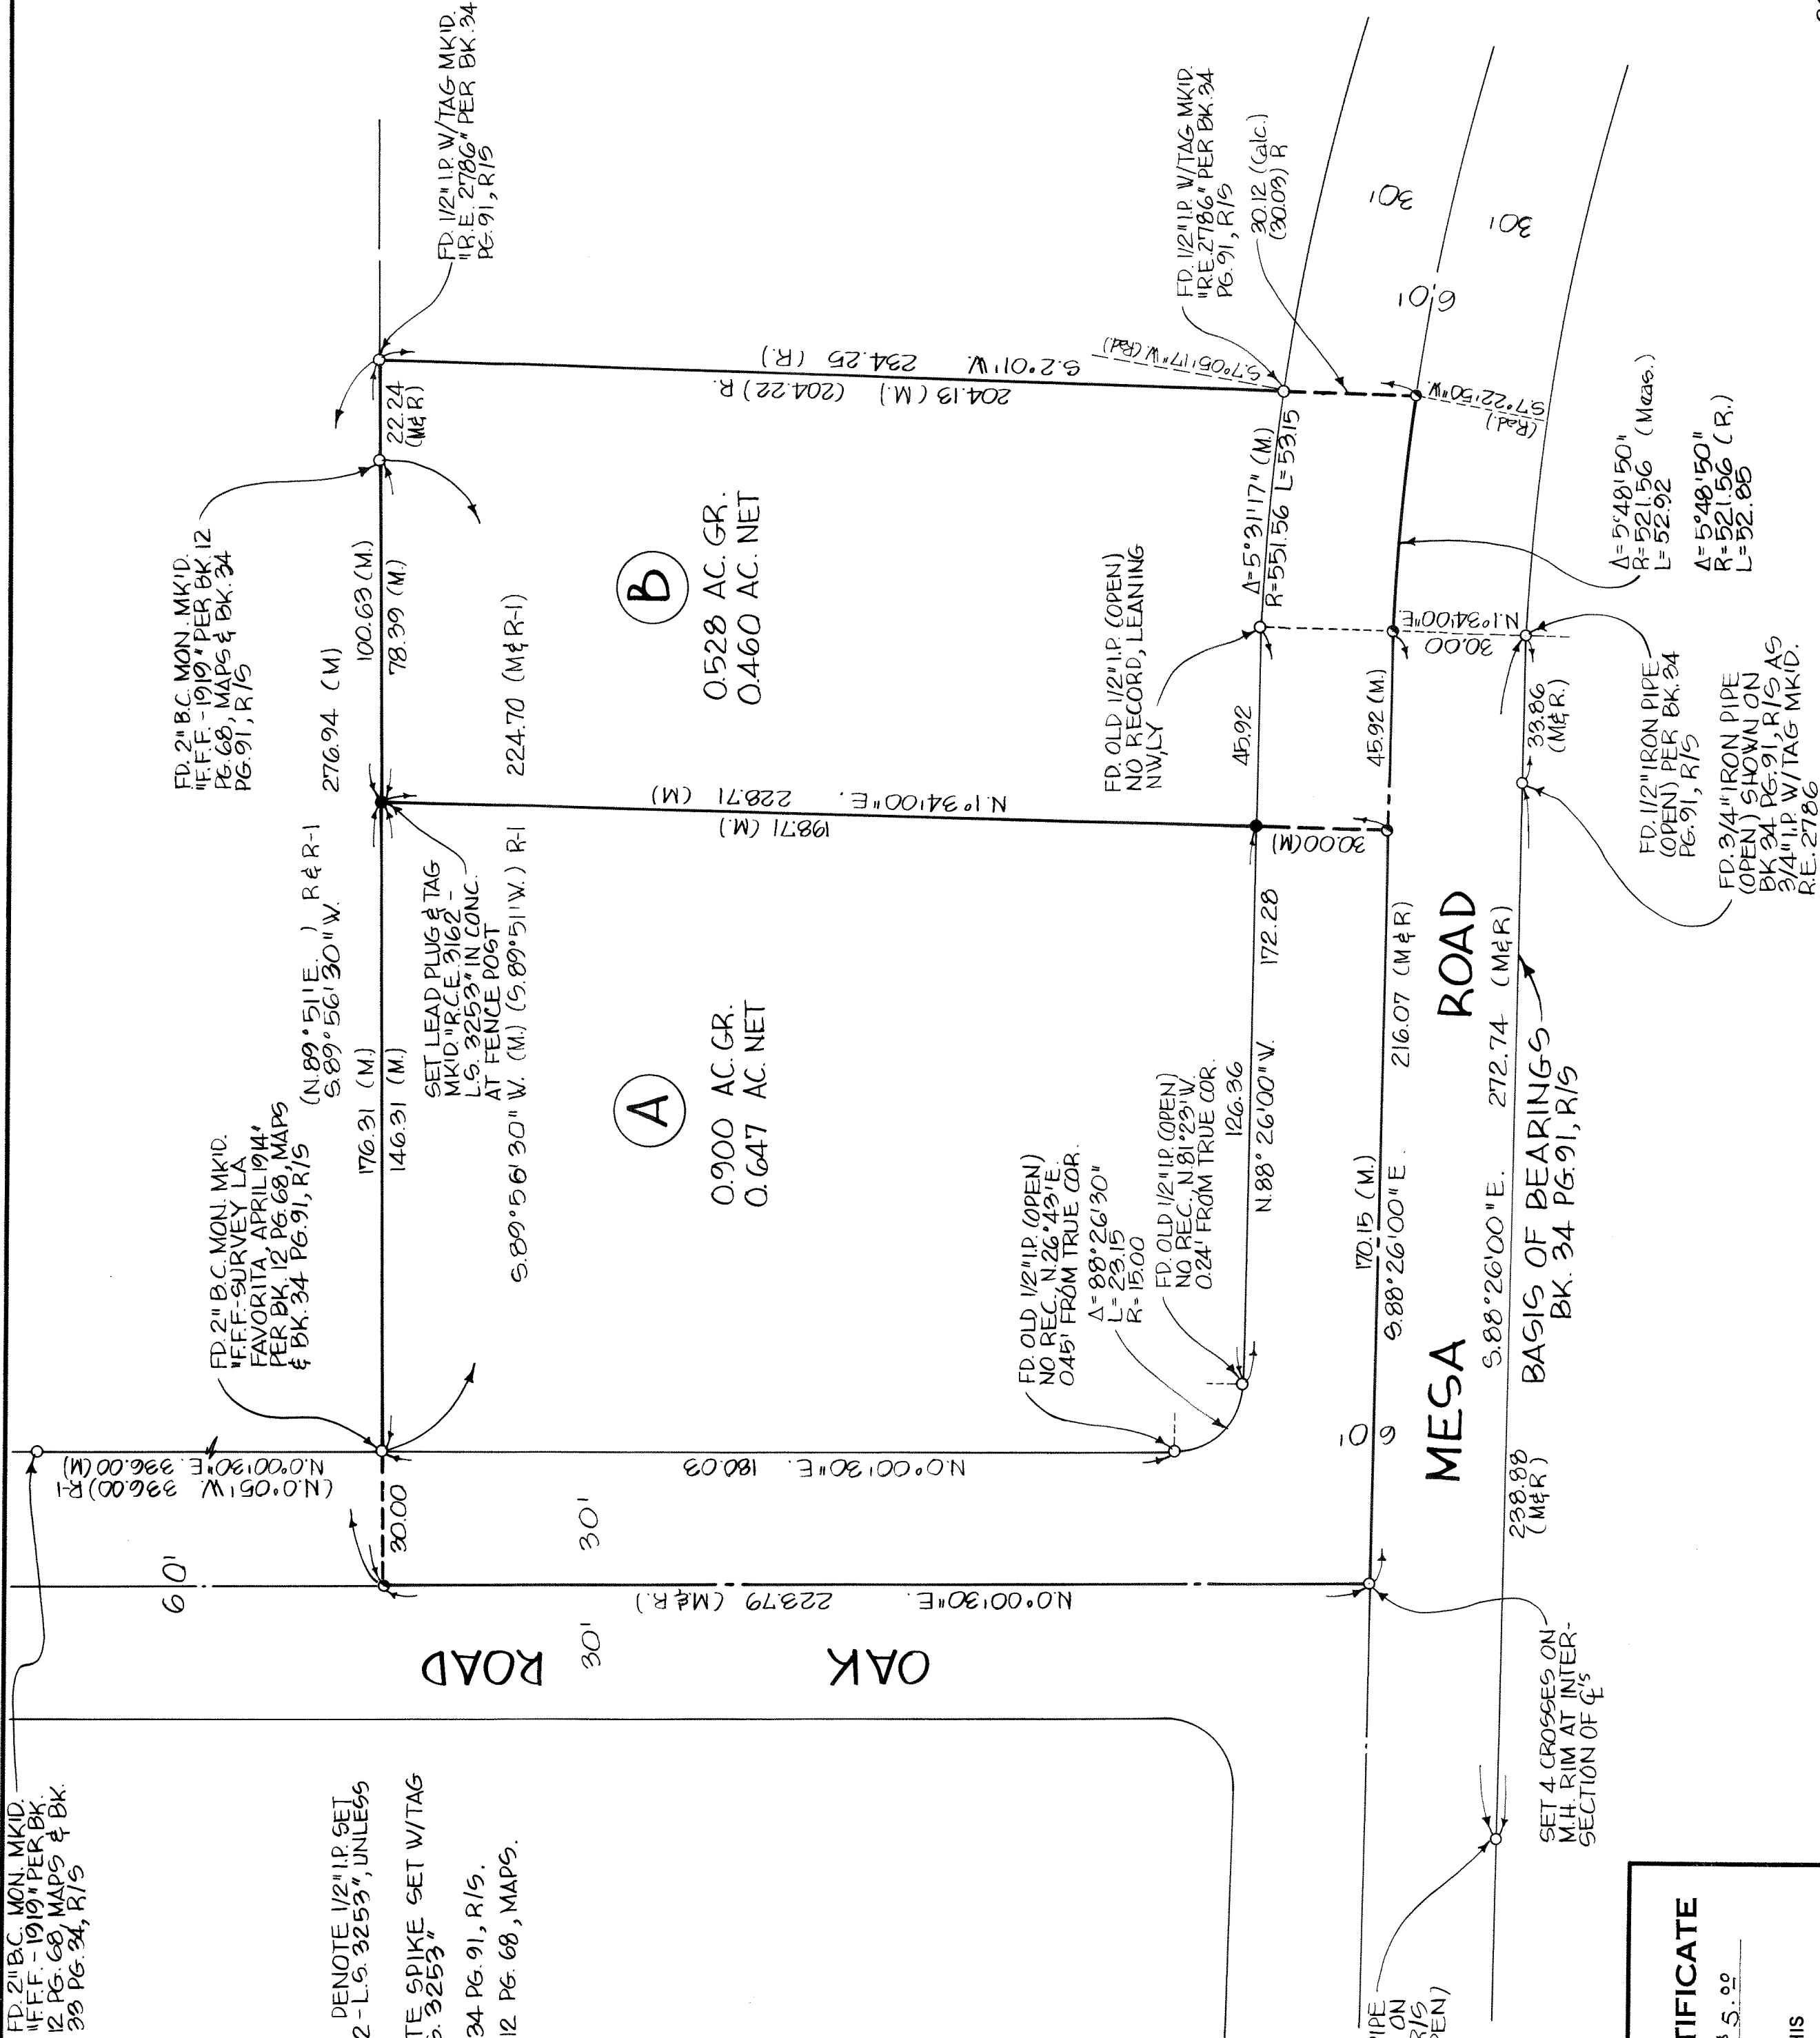 FD. 2" B.C. MON. MK'D.
"F.F.F. - 1919" PER BK.
12 PG. 68, MAPS & BK.
33 PG. 34, R/S
DENOTE 1/2" I.P. SET
2 - L.S. 3253", UNLESS
TE SPIKE SET W/TAG
S. 3253"
34 PG. 91, R/S.
12 PG. 68, MAPS.
(N.0°05'W. 336.00) R-1
N.0°00'30"E. 336.00 (M)
60'
30.00
30'
30'
OAK ROAD
N.0°00'30"E. 223.79 (M&R.)
N.0°00'30"E. 180.03
FD. 2" B.C. MON. MK'D.
"F.F.F.-SURVEY LA
FAVORITA, APRIL 1914"
PER BK. 12 PG. 68, MAPS
& BK. 34 PG. 91, R/S
(N.89°51'E. ) R & R-1
S.89°56'30"W. 276.94 (M)
176.31 (M.)
146.31 (M.)
SET LEAD PLUG & TAG
MK'D. "R.C.E. 3162 -
L.S. 3253" IN CONC.
AT FENCE POST
S.89°56'30"W. (M.) (S.89°51'W.) R-1 224.70 (M&R-1)
FD. 2" B.C. MON. MK'D.
"F.F.F. - 1919" PER BK. 12
PG. 68, MAPS & BK. 34
PG. 91, R/S
100.63 (M.)
78.39 (M.)
22.24
(M&R)
FD. 1/2" I.P. W/TAG MK'D.
"R.E. 2786" PER BK. 34
PG. 91, R/S
A
0.900 AC. GR.
0.647 AC. NET
B
0.528 AC. GR.
0.460 AC. NET
N.1°34'00"E. 228.71 (M)
198.71 (M.)
30.00 (M)
S.2°01'W. 234.25 (R.)
204.13 (M.) (204.22) R.
S.7°05'17"W. (Rad.)
FD. 1/2" I.P. W/TAG MK'D.
"R.E. 2786" PER BK. 34
PG. 91, R/S
30.12 (Calc.)
(30.03) R
FD. OLD 1/2" I.P. (OPEN)
NO RECORD, LEANING
NW'LY
Δ=5°31'17" (M.)
R=551.56 L=53.15
FD. OLD 1/2" I.P. (OPEN)
NO REC., N.26°43'E.
0.45' FROM TRUE COR.
Δ=88°26'30"
L=23.15
R=15.00
FD. OLD 1/2" I.P. (OPEN)
NO REC., N.81°23'W.
0.24' FROM TRUE COR.
126.36
N.88°26'00"W.
172.28
45.92
170.15 (M.)
S.88°26'00"E.
216.07 (M&R)
45.92 (M.)
N.1°34'00"E.
30.00
S.7°22'50"W.
(Rad.)
60'
30'
30'
60'
MESA ROAD
S.88°26'00"E. 272.74 (M&R)
238.88
(M&R)
33.86
(M&R.)
BASIS OF BEARINGS
BK. 34 PG. 91, R/S
Δ=5°48'50"
R=521.56 (Meas.)
L=52.92
Δ=5°48'50"
R=521.56 (R.)
L=52.85
FD. 1/2" IRON PIPE
(OPEN) PER BK. 34
PG. 91, R/S
FD. 3/4" IRON PIPE
(OPEN) SHOWN ON
BK. 34 PG. 91, R/S AS
3/4" I.P. W/TAG MK'D.
R.E. 2786
SET 4 CROSSES ON
M.H. RIM AT INTER-
SECTION OF ℄'s
PIPE
ON
R/S
PEN)
TIFICATE
5.00
HIS